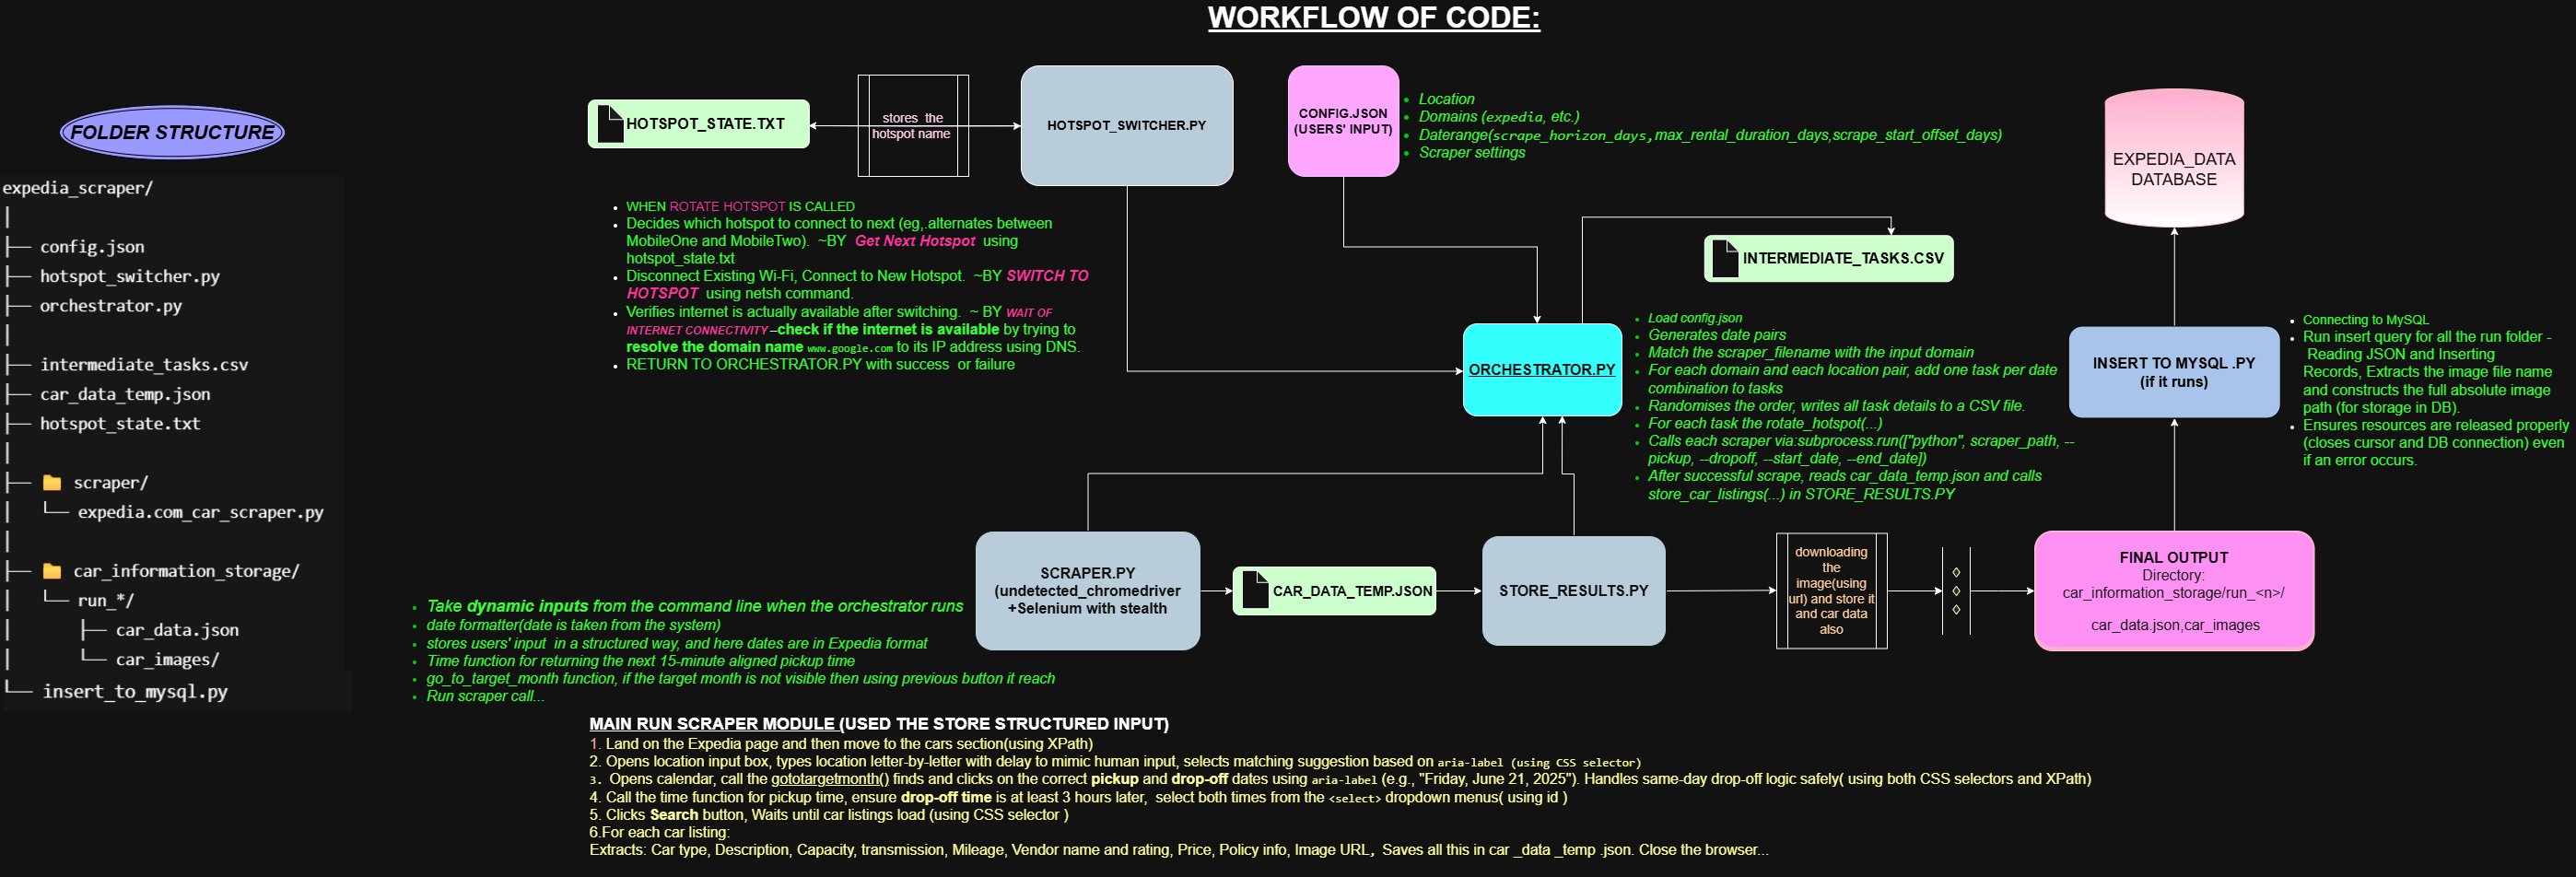 WORKFLOW OF CODE:
FOLDER STRUCTURE
expedia_scraper/
│
├── config.json
├── hotspot_switcher.py
├── orchestrator.py
│
├── intermediate_tasks.csv
├── car_data_temp.json
├── hotspot_state.txt
│
├── 📁 scraper/
│   └── expedia.com_car_scraper.py
│
├── 📁 car_information_storage/
│   └── run_*/
│       ├── car_data.json
│       └── car_images/
└── insert_to_mysql.py
HOTSPOT_STATE.TXT
stores the
hotspot name
HOTSPOT_SWITCHER.PY
• WHEN ROTATE HOTSPOT IS CALLED
• Decides which hotspot to connect to next (eg,.alternates between
MobileOne and MobileTwo). ~BY Get Next Hotspot using
hotspot_state.txt
• Disconnect Existing Wi-Fi, Connect to New Hotspot. ~BY SWITCH TO
HOTSPOT using netsh command.
• Verifies internet is actually available after switching. ~ BY WAIT OF
INTERNET CONNECTIVITY –check if the internet is available by trying to
resolve the domain name www.google.com to its IP address using DNS.
• RETURN TO ORCHESTRATOR.PY with success or failure
CONFIG.JSON
(USERS' INPUT)
• Location
• Domains (expedia, etc.)
• Daterange(scrape_horizon_days,max_rental_duration_days,scrape_start_offset_days)
• Scraper settings
INTERMEDIATE_TASKS.CSV
ORCHESTRATOR.PY
• Load config.json
• Generates date pairs
• Match the scraper_filename with the input domain
• For each domain and each location pair, add one task per date
combination to tasks
• Randomises the order, writes all task details to a CSV file.
• For each task the rotate_hotspot(...)
• Calls each scraper via:subprocess.run(["python", scraper_path, --
pickup, --dropoff, --start_date, --end_date])
• After successful scrape, reads car_data_temp.json and calls
store_car_listings(...) in STORE_RESULTS.PY
EXPEDIA_DATA
DATABASE
INSERT TO MYSQL .PY
(if it runs)
• Connecting to MySQL
• Run insert query for all the run folder -
Reading JSON and Inserting
Records, Extracts the image file name
and constructs the full absolute image
path (for storage in DB).
• Ensures resources are released properly
(closes cursor and DB connection) even
if an error occurs.
SCRAPER.PY
(undetected_chromedriver
+Selenium with stealth
CAR_DATA_TEMP.JSON
STORE_RESULTS.PY
downloading
the
image(using
url) and store it
and car data
also
FINAL OUTPUT
Directory:
car_information_storage/run_<n>/
car_data.json,car_images
• Take dynamic inputs from the command line when the orchestrator runs
• date formatter(date is taken from the system)
• stores users' input in a structured way, and here dates are in Expedia format
• Time function for returning the next 15-minute aligned pickup time
• go_to_target_month function, if the target month is not visible then using previous button it reach
• Run scraper call...
MAIN RUN SCRAPER MODULE (USED THE STORE STRUCTURED INPUT)
1. Land on the Expedia page and then move to the cars section(using XPath)
2. Opens location input box, types location letter-by-letter with delay to mimic human input, selects matching suggestion based on aria-label (using CSS selector)
3. Opens calendar, call the gototargetmonth() finds and clicks on the correct pickup and drop-off dates using aria-label (e.g., "Friday, June 21, 2025"). Handles same-day drop-off logic safely( using both CSS selectors and XPath)
4. Call the time function for pickup time, ensure drop-off time is at least 3 hours later, select both times from the <select> dropdown menus( using id )
5. Clicks Search button, Waits until car listings load (using CSS selector )
6.For each car listing:
Extracts: Car type, Description, Capacity, transmission, Mileage, Vendor name and rating, Price, Policy info, Image URL, Saves all this in car _data _temp .json. Close the browser...